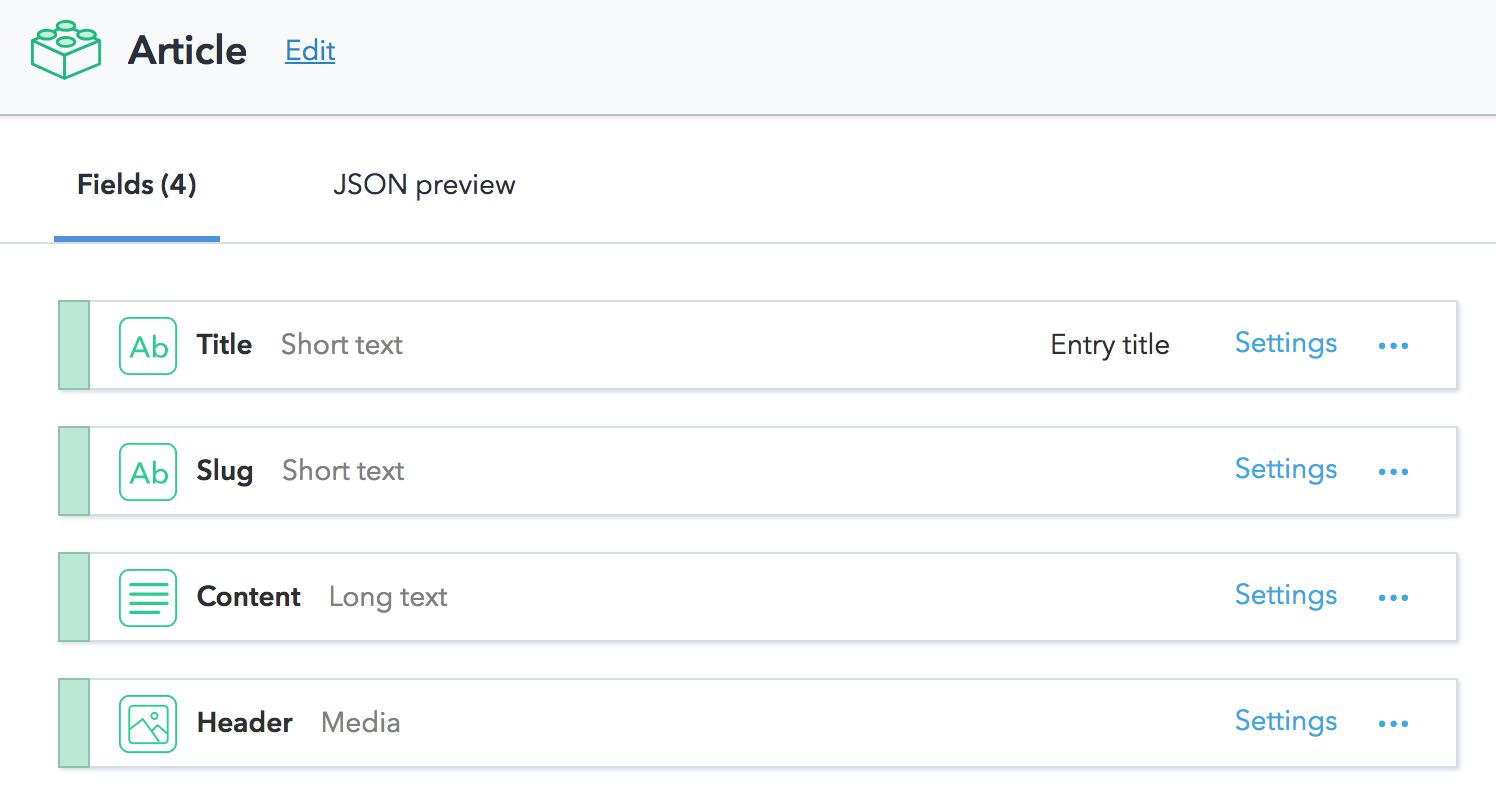 Article Edit
Fields (4) JSON preview
Ab Title Short text Entry title Settings •••
Ab Slug Short text Settings •••
Content Long text Settings •••
Header Media Settings •••